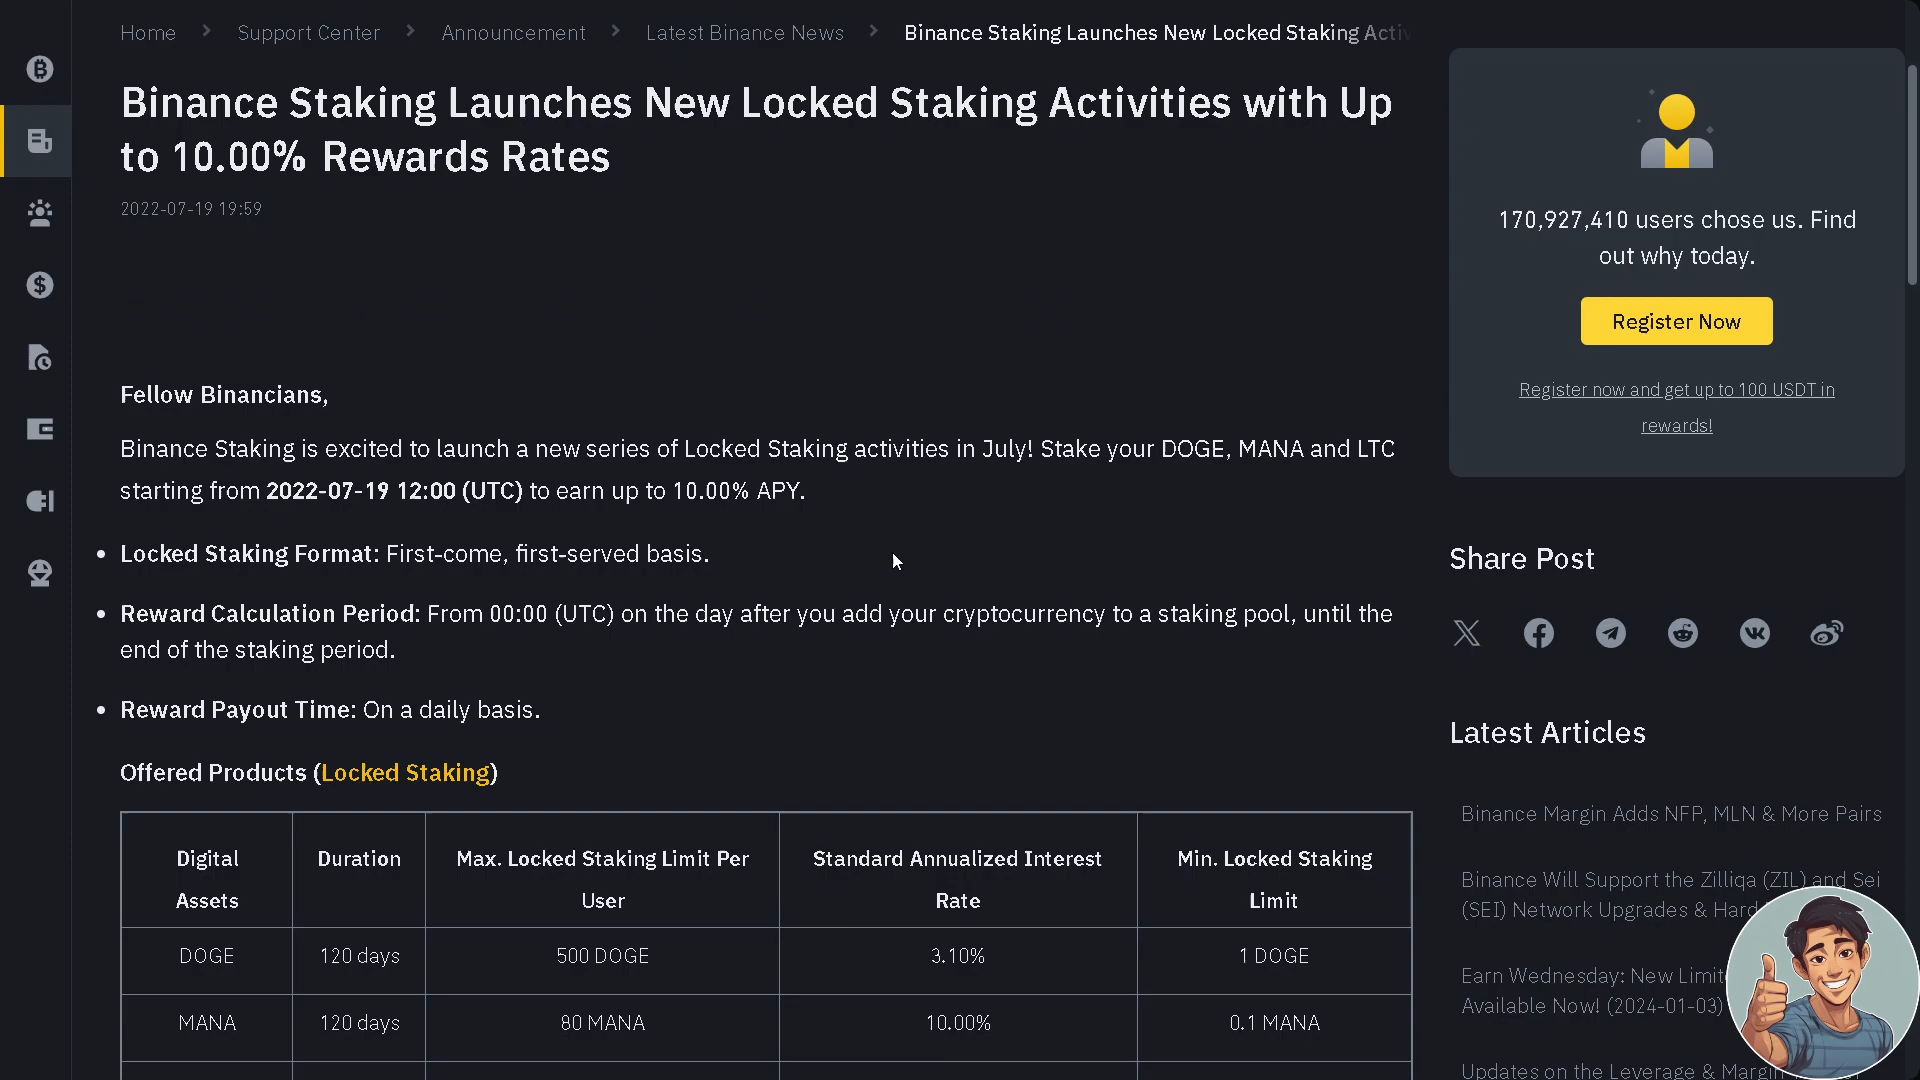 Home > Support Center > Announcement > Latest Binance News > Binance Staking Launches New Locked Staking Activ
Binance Staking Launches New Locked Staking Activities with Up
to 10.00% Rewards Rates
2022-07-19 19:59
Fellow Binancians,
Binance Staking is excited to launch a new series of Locked Staking activities in July! Stake your DOGE, MANA and LTC
starting from 2022-07-19 12:00 (UTC) to earn up to 10.00% APY.
• Locked Staking Format: First-come, first-served basis.
• Reward Calculation Period: From 00:00 (UTC) on the day after you add your cryptocurrency to a staking pool, until the
end of the staking period.
• Reward Payout Time: On a daily basis.
Offered Products (Locked Staking)
Digital Assets Duration Max. Locked Staking Limit Per User Standard Annualized Interest Rate Min. Locked Staking Limit
DOGE 120 days 500 DOGE 3.10% 1 DOGE
MANA 120 days 80 MANA 10.00% 0.1 MANA
170,927,410 users chose us. Find
out why today.
Register Now
Register now and get up to 100 USDT in
rewards!
Share Post
Latest Articles
Binance Margin Adds NFP, MLN & More Pairs
Binance Will Support the Zilliqa (ZIL) and Sei
(SEI) Network Upgrades & Hard
Earn Wednesday: New
Available Now! (2024-01-03)
Updates on the Leverage &